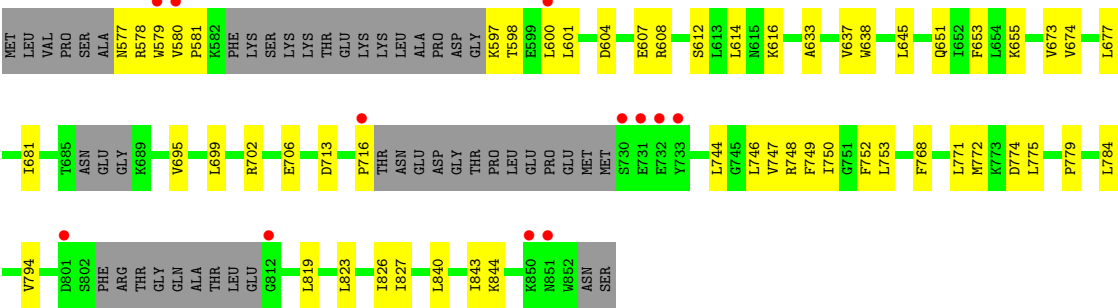 MET LEU VAL PRO SER ALA N577 R578 W579 V580 P581 K582 PHE LYS SER LYS LYS THR GLU LYS LYS LEU ALA PRO ASP GLY K597 T598 E599 L600 L601 D604 E607 R608 S612 L613 L614 N615 K616 A633 V637 W638 L645 Q651 I652 F653 L654 K655 V673 V674 L677
I681 T685 ASN GLU GLY K689 V695 L699 R702 E706 D713 P716 THR ASN GLU ASP GLY THR PRO LEU GLU PRO GLU MET MET S730 E731 E732 Y733 L744 G745 L746 V747 R748 F749 I750 G751 F752 L753 F768 L771 M772 K773 D774 L775 P779 L784
V794 D801 S802 PHE ARG THR GLY GLN ALA THR LEU GLU G812 L819 L823 I826 I827 L840 I843 K844 K850 N851 W852 ASN SER